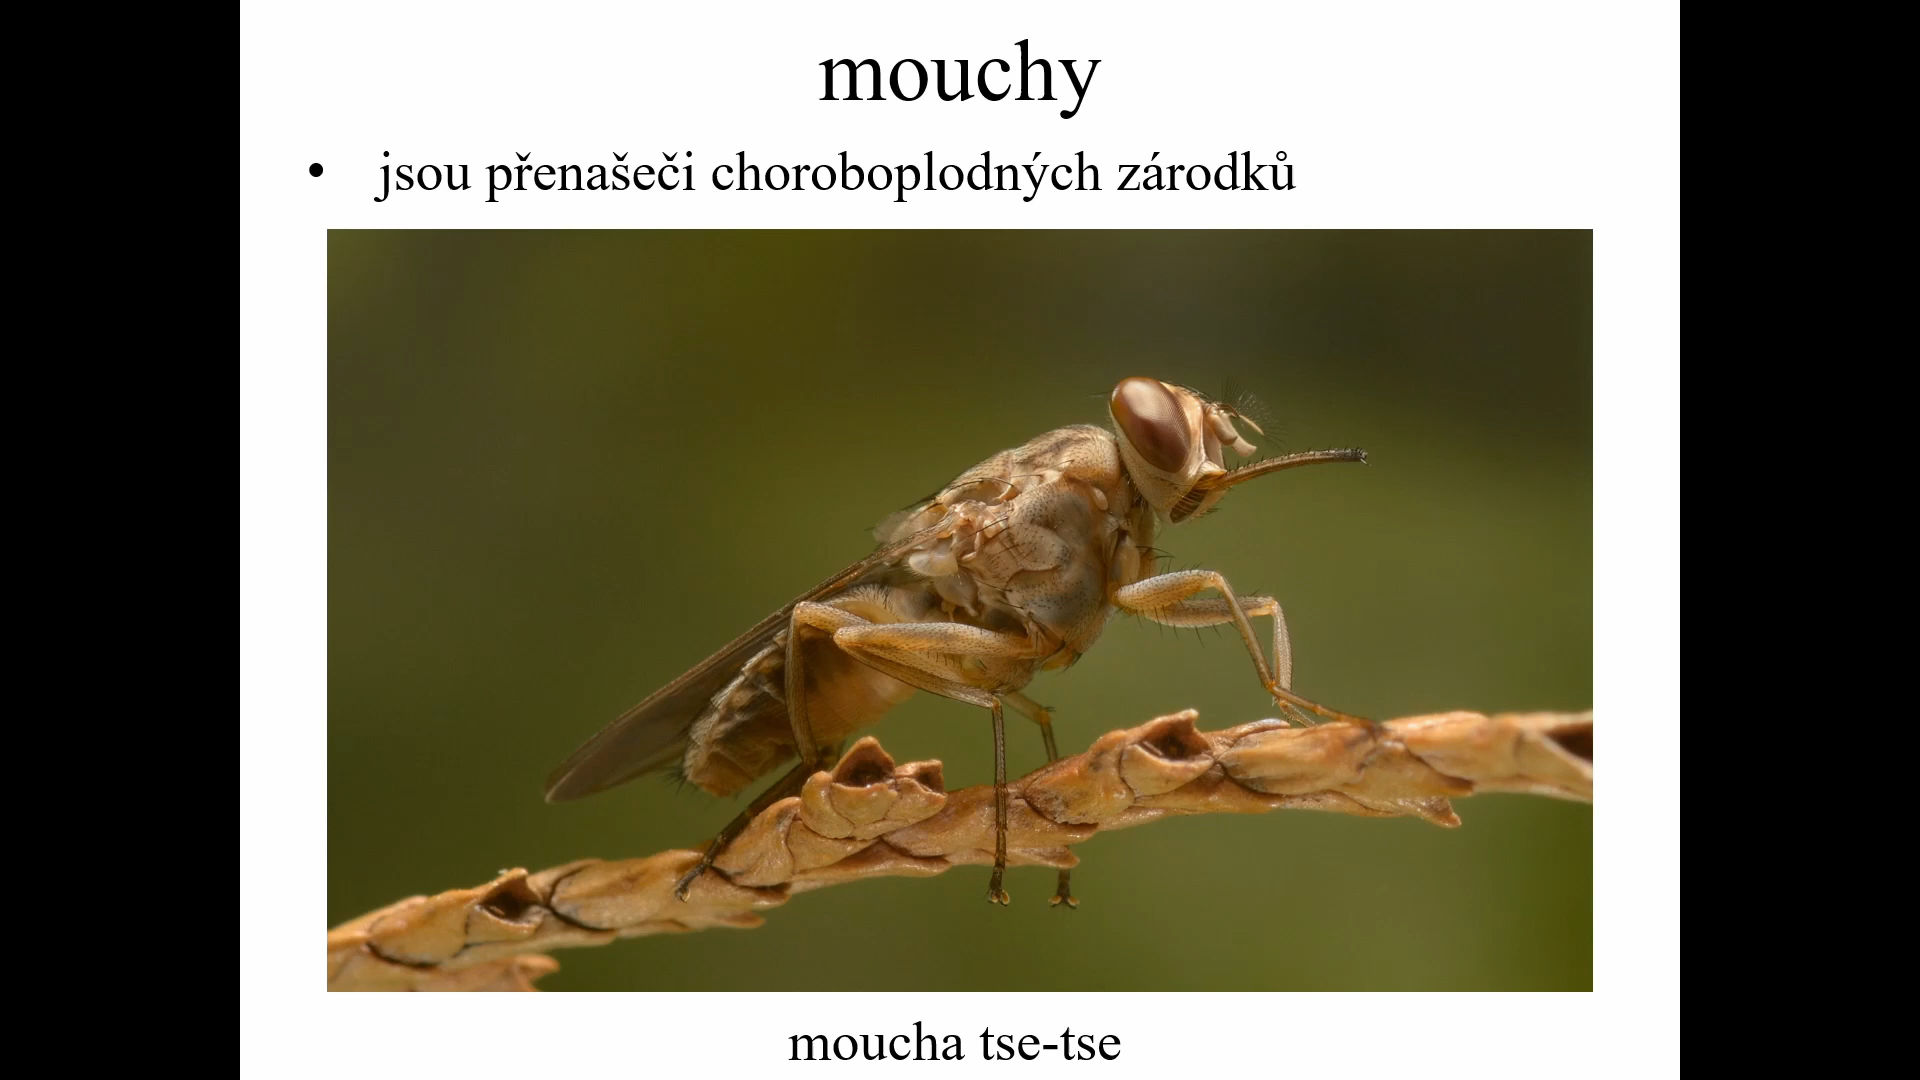 mouchy
• jsou přenašeči choroboplodných zárodků
moucha tse-tse